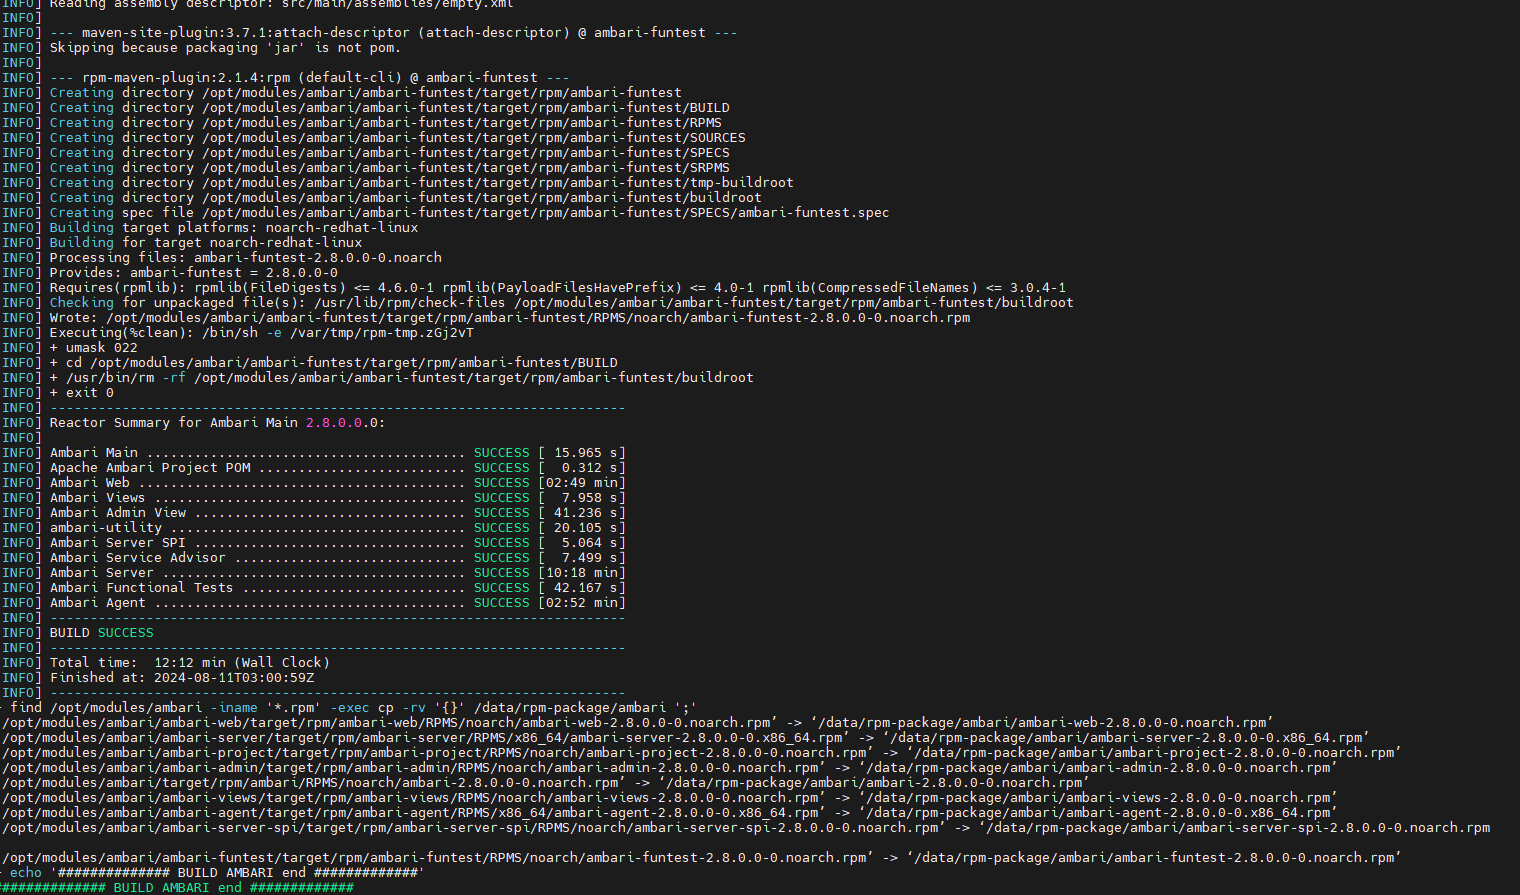 INFO] Reading assembly descriptor: src/main/assemblies/empty.xml
INFO]
INFO] --- maven-site-plugin:3.7.1:attach-descriptor (attach-descriptor) @ ambari-funtest ---
INFO] Skipping because packaging 'jar' is not pom.
INFO]
INFO] --- rpm-maven-plugin:2.1.4:rpm (default-cli) @ ambari-funtest ---
INFO] Creating directory /opt/modules/ambari/ambari-funtest/target/rpm/ambari-funtest
INFO] Creating directory /opt/modules/ambari/ambari-funtest/target/rpm/ambari-funtest/BUILD
INFO] Creating directory /opt/modules/ambari/ambari-funtest/target/rpm/ambari-funtest/RPMS
INFO] Creating directory /opt/modules/ambari/ambari-funtest/target/rpm/ambari-funtest/SOURCES
INFO] Creating directory /opt/modules/ambari/ambari-funtest/target/rpm/ambari-funtest/SPECS
INFO] Creating directory /opt/modules/ambari/ambari-funtest/target/rpm/ambari-funtest/SRPMS
INFO] Creating directory /opt/modules/ambari/ambari-funtest/target/rpm/ambari-funtest/tmp-buildroot
INFO] Creating directory /opt/modules/ambari/ambari-funtest/target/rpm/ambari-funtest/buildroot
INFO] Creating spec file /opt/modules/ambari/ambari-funtest/target/rpm/ambari-funtest/SPECS/ambari-funtest.spec
INFO] Building target platforms: noarch-redhat-linux
INFO] Building for target noarch-redhat-linux
INFO] Processing files: ambari-funtest-2.8.0.0-0.noarch
INFO] Provides: ambari-funtest = 2.8.0.0-0
INFO] Requires(rpmlib): rpmlib(FileDigests) <= 4.6.0-1 rpmlib(PayloadFilesHavePrefix) <= 4.0-1 rpmlib(CompressedFileNames) <= 3.0.4-1
INFO] Checking for unpackaged file(s): /usr/lib/rpm/check-files /opt/modules/ambari/ambari-funtest/target/rpm/ambari-funtest/buildroot
INFO] Wrote: /opt/modules/ambari/ambari-funtest/target/rpm/ambari-funtest/RPMS/noarch/ambari-funtest-2.8.0.0-0.noarch.rpm
INFO] Executing(%clean): /bin/sh -e /var/tmp/rpm-tmp.zGj2vT
INFO] + umask 022
INFO] + cd /opt/modules/ambari/ambari-funtest/target/rpm/ambari-funtest/BUILD
INFO] + /usr/bin/rm -rf /opt/modules/ambari/ambari-funtest/target/rpm/ambari-funtest/buildroot
INFO] + exit 0
INFO] ------------------------------------------------------------------------
INFO] Reactor Summary for Ambari Main 2.8.0.0.0:
INFO]
INFO] Ambari Main ........................................ SUCCESS [ 15.965 s]
INFO] Apache Ambari Project POM .......................... SUCCESS [  0.312 s]
INFO] Ambari Web ......................................... SUCCESS [02:49 min]
INFO] Ambari Views ....................................... SUCCESS [  7.958 s]
INFO] Ambari Admin View .................................. SUCCESS [ 41.236 s]
INFO] ambari-utility ..................................... SUCCESS [ 20.105 s]
INFO] Ambari Server SPI .................................. SUCCESS [  5.064 s]
INFO] Ambari Service Advisor ............................. SUCCESS [  7.499 s]
INFO] Ambari Server ...................................... SUCCESS [10:18 min]
INFO] Ambari Functional Tests ............................ SUCCESS [ 42.167 s]
INFO] Ambari Agent ....................................... SUCCESS [02:52 min]
INFO] ------------------------------------------------------------------------
INFO] BUILD SUCCESS
INFO] ------------------------------------------------------------------------
INFO] Total time:  12:12 min (Wall Clock)
INFO] Finished at: 2024-08-11T03:00:59Z
INFO] ------------------------------------------------------------------------
find /opt/modules/ambari -iname '*.rpm' -exec cp -rv '{}' /data/rpm-package/ambari ';'
/opt/modules/ambari/ambari-web/target/rpm/ambari-web/RPMS/noarch/ambari-web-2.8.0.0-0.noarch.rpm’ -> ‘/data/rpm-package/ambari/ambari-web-2.8.0.0-0.noarch.rpm’
/opt/modules/ambari/ambari-server/target/rpm/ambari-server/RPMS/x86_64/ambari-server-2.8.0.0-0.x86_64.rpm’ -> ‘/data/rpm-package/ambari/ambari-server-2.8.0.0-0.x86_64.rpm’
/opt/modules/ambari/ambari-project/target/rpm/ambari-project/RPMS/noarch/ambari-project-2.8.0.0-0.noarch.rpm’ -> ‘/data/rpm-package/ambari/ambari-project-2.8.0.0-0.noarch.rpm’
/opt/modules/ambari/ambari-admin/target/rpm/ambari-admin/RPMS/noarch/ambari-admin-2.8.0.0-0.noarch.rpm’ -> ‘/data/rpm-package/ambari/ambari-admin-2.8.0.0-0.noarch.rpm’
/opt/modules/ambari/ambari/target/rpm/ambari/RPMS/noarch/ambari-2.8.0.0-0.noarch.rpm’ -> ‘/data/rpm-package/ambari/ambari-2.8.0.0-0.noarch.rpm’
/opt/modules/ambari/ambari-views/target/rpm/ambari-views/RPMS/noarch/ambari-views-2.8.0.0-0.noarch.rpm’ -> ‘/data/rpm-package/ambari/ambari-views-2.8.0.0-0.noarch.rpm’
/opt/modules/ambari/ambari-agent/target/rpm/ambari-agent/RPMS/x86_64/ambari-agent-2.8.0.0-0.x86_64.rpm’ -> ‘/data/rpm-package/ambari/ambari-agent-2.8.0.0-0.x86_64.rpm’
/opt/modules/ambari/ambari-server-spi/target/rpm/ambari-server-spi/RPMS/noarch/ambari-server-spi-2.8.0.0-0.noarch.rpm’ -> ‘/data/rpm-package/ambari/ambari-server-spi-2.8.0.0-0.noarch.rpm
/opt/modules/ambari/ambari-funtest/target/rpm/ambari-funtest/RPMS/noarch/ambari-funtest-2.8.0.0-0.noarch.rpm’ -> ‘/data/rpm-package/ambari/ambari-funtest-2.8.0.0-0.noarch.rpm’
echo '############## BUILD AMBARI end #############'
############# BUILD AMBARI end #############